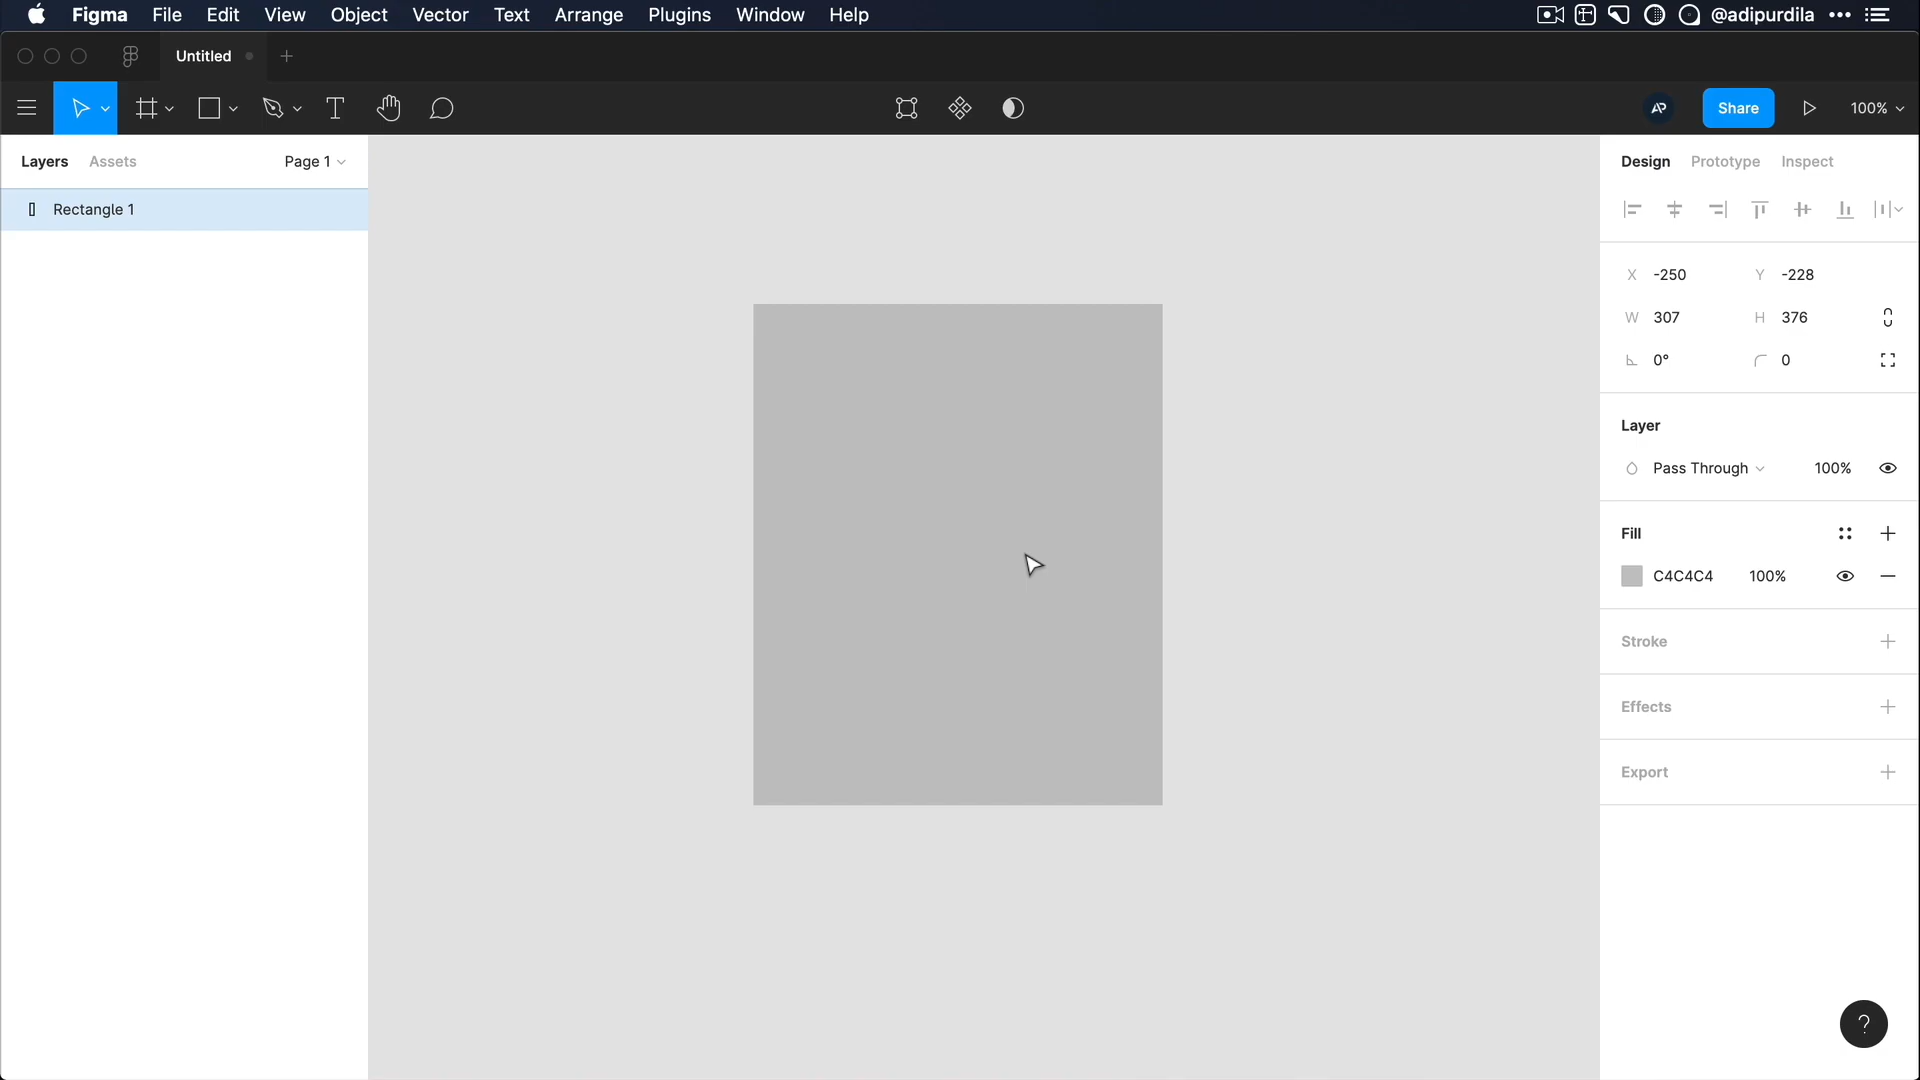 Figma File Edit View Object Vector Text Arrange Plugins Window Help @adipurdila
Untitled
AP Share 100%
Layers Assets Page 1
Rectangle 1
Design Prototype Inspect
X -250 Y -228
W 307 H 376
0° 0
Layer
Pass Through 100%
Fill
C4C4C4 100%
Stroke
Effects
Export
?